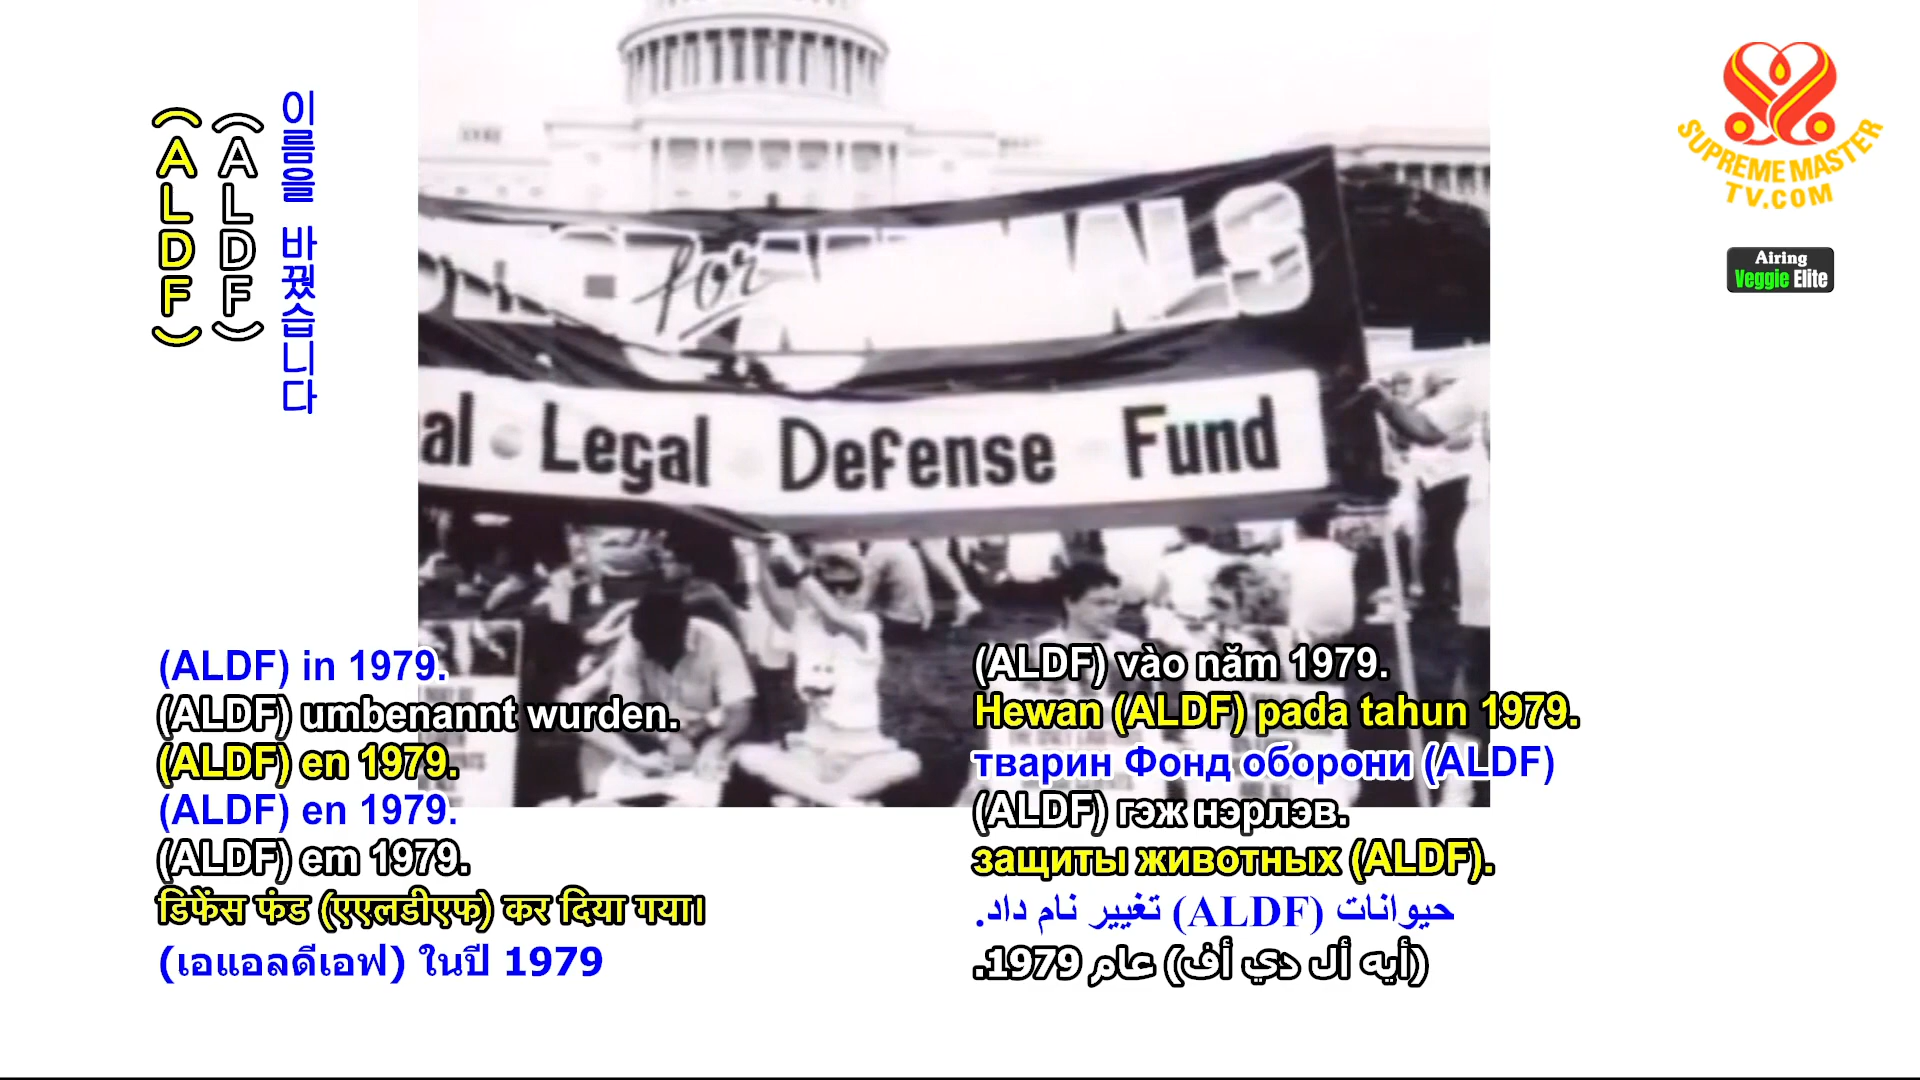 이름을 바꿨습니다
(ALDF)
(ALDF)
SUPREME MASTER
TV.COM
Airing
Veggie Elite
for
ALS
al Legal Defense Fund
(ALDF) in 1979.
(ALDF) umbenannt wurden.
(ALDF) en 1979.
(ALDF) en 1979.
(ALDF) em 1979.
डिफेंस फंड (एएलडीएफ) कर दिया गया।
(เอแอลดีเอฟ) ในปี 1979
(ALDF) vào năm 1979.
Hewan (ALDF) pada tahun 1979.
тварин Фонд оборони (ALDF)
(ALDF) гэж нэрлэв.
защиты животных (ALDF).
حیوانات (ALDF) تغییر نام داد.
(أيه أل دي أف) عام 1979.